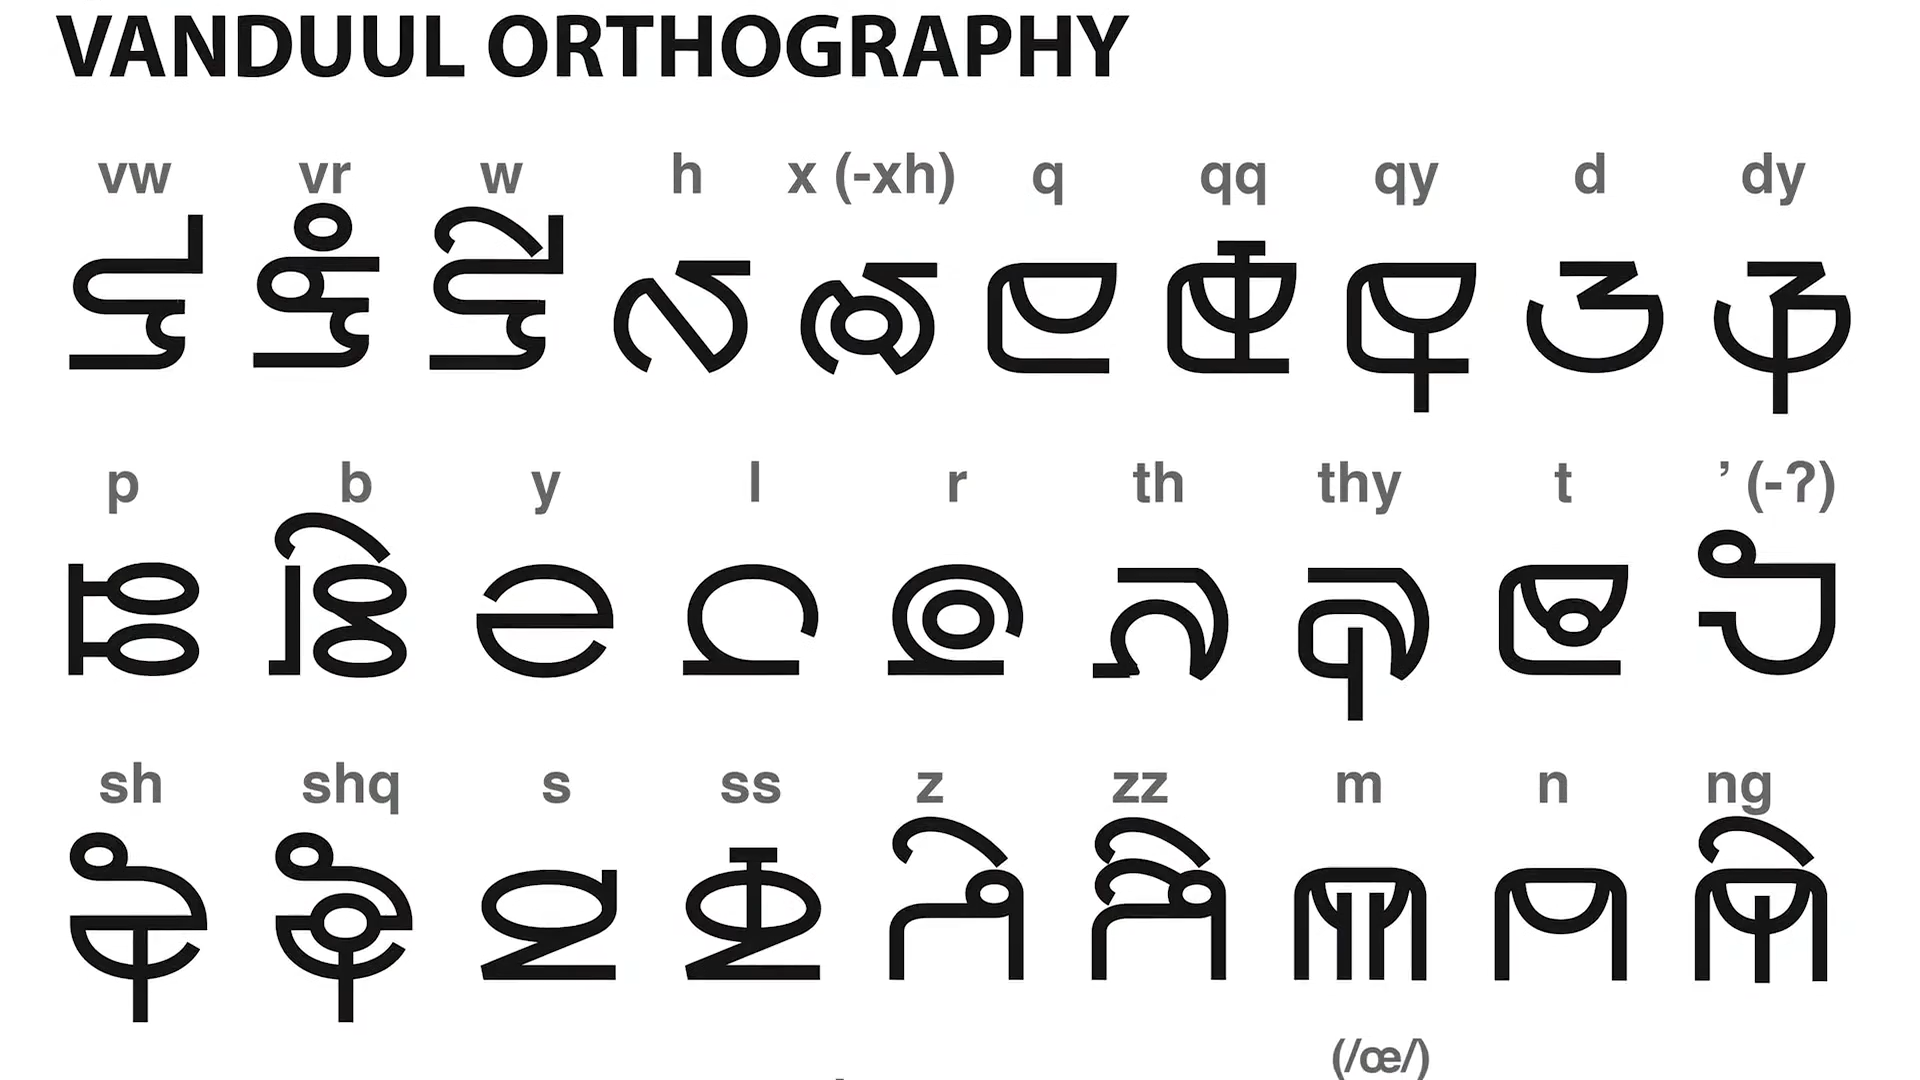 VANDUUL ORTHOGRAPHY
vw vr w h x (-xh) q qq qy d dy
p b y l r th thy t ’ (-ʔ)
sh shq s ss z zz m n ng
(/œ/)